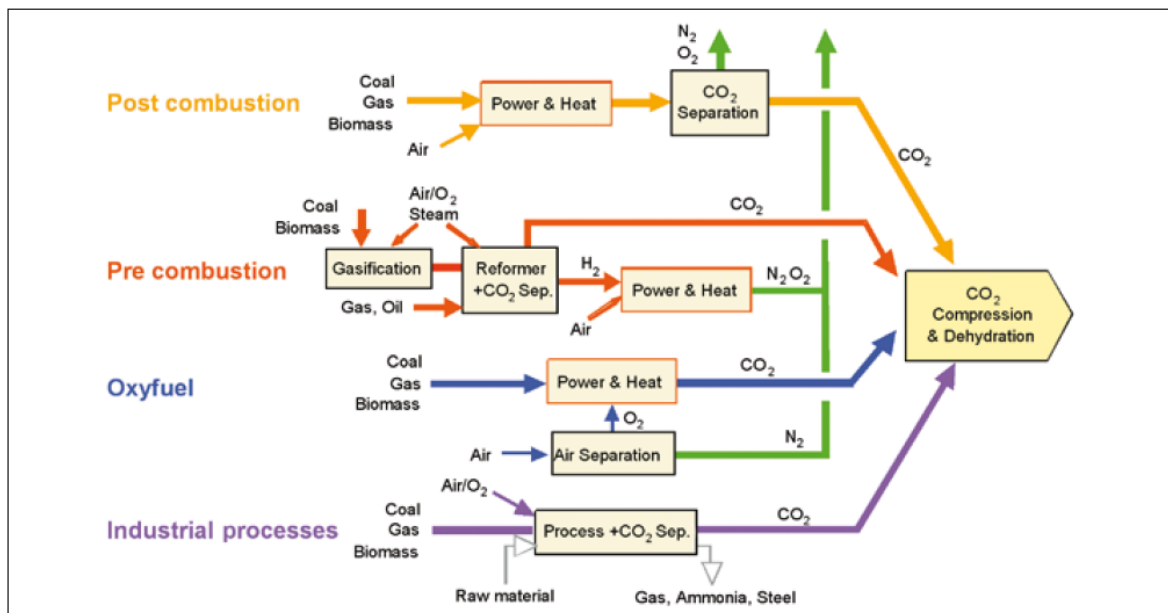 N₂
O₂
Post combustion
Coal
Gas
Biomass
Air
Power & Heat
CO₂
Separation
CO₂
Pre combustion
Coal
Biomass
Air/O₂
Steam
Gasification
Gas, Oil
Reformer
+CO₂ Sep.
H₂
Air
Power & Heat
N₂ O₂
CO₂
CO₂
Compression
& Dehydration
Oxyfuel
Coal
Gas
Biomass
Power & Heat
CO₂
O₂
Air
Air Separation
N₂
Industrial processes
Coal
Gas
Biomass
Air/O₂
Process +CO₂ Sep.
CO₂
Raw material
Gas, Ammonia, Steel